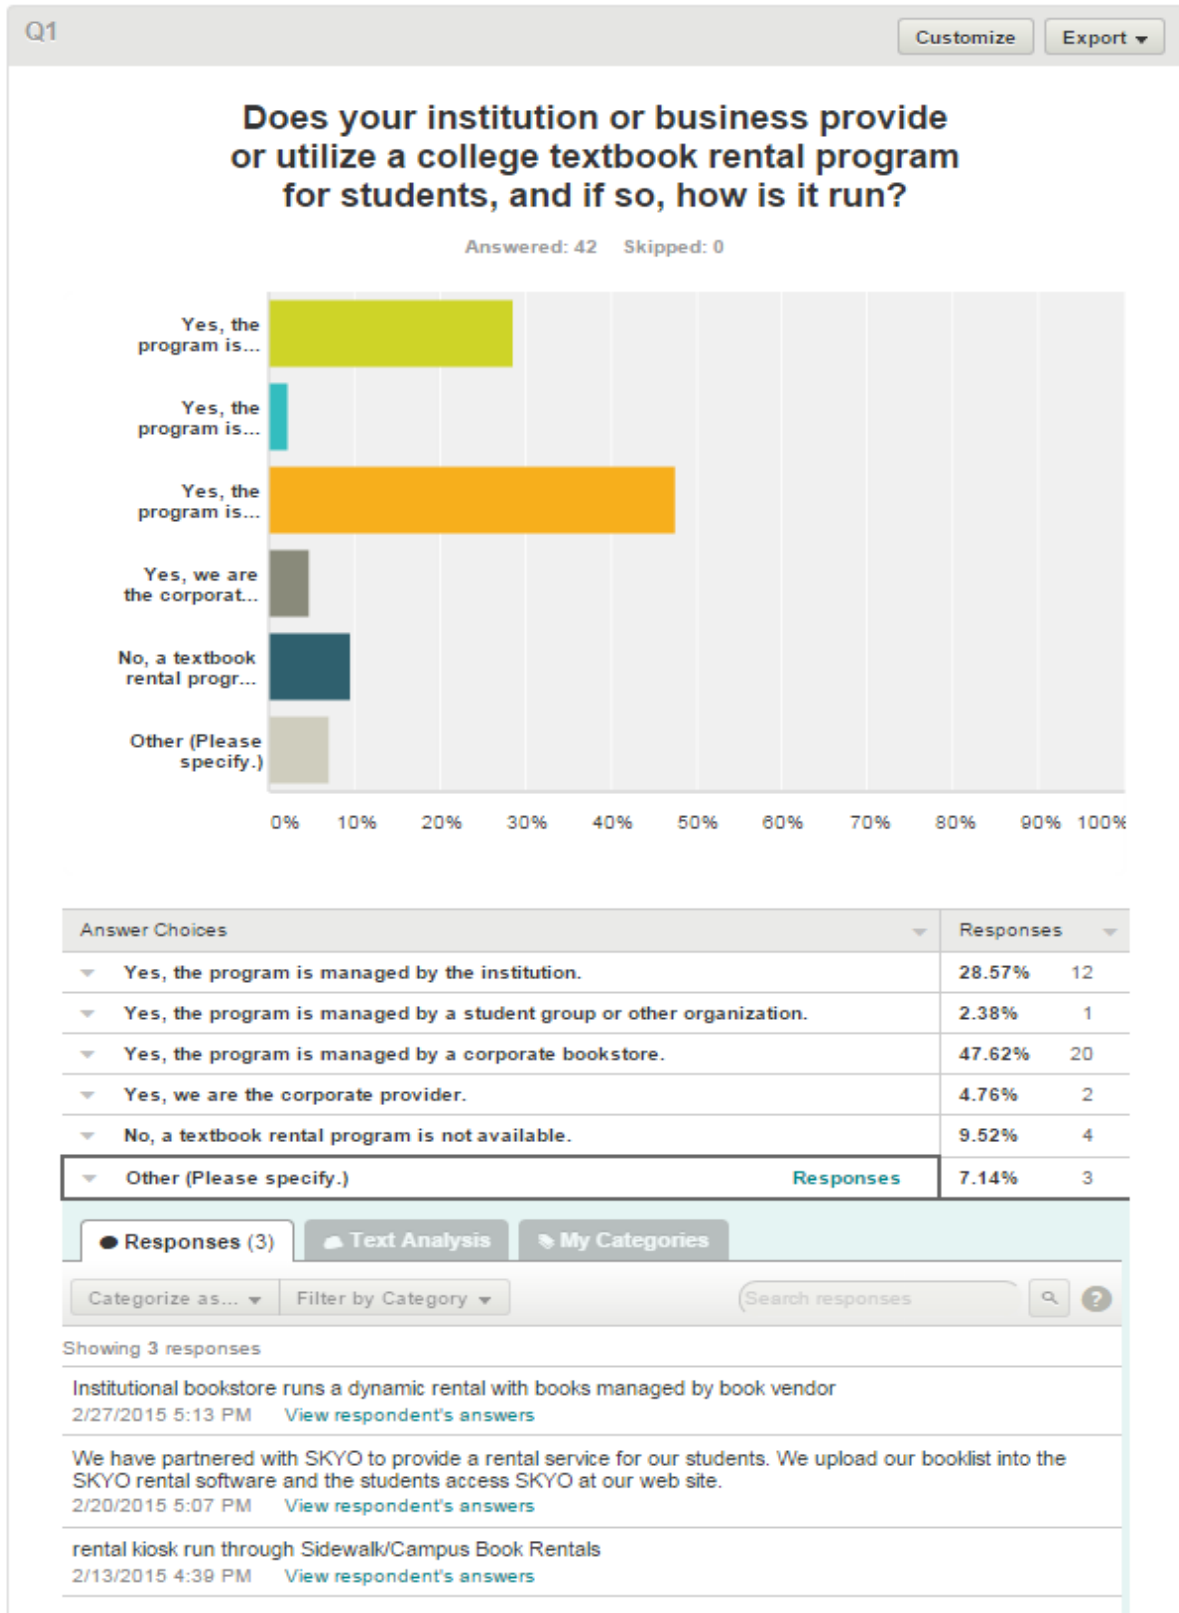 Q1
Customize
Export
Does your institution or business provide
or utilize a college textbook rental program
for students, and if so, how is it run?
Answered: 42 Skipped: 0
Yes, the
program is...
Yes, the
program is...
Yes, the
program is...
Yes, we are
the corporat...
No, a textbook
rental progr...
Other (Please
specify.)
0% 10% 20% 30% 40% 50% 60% 70% 80% 90% 100%
Answer Choices Responses
Yes, the program is managed by the institution. 28.57% 12
Yes, the program is managed by a student group or other organization. 2.38% 1
Yes, the program is managed by a corporate bookstore. 47.62% 20
Yes, we are the corporate provider. 4.76% 2
No, a textbook rental program is not available. 9.52% 4
Other (Please specify.) Responses 7.14% 3
Responses (3) Text Analysis My Categories
Categorize as... Filter by Category Search responses ?
Showing 3 responses
Institutional bookstore runs a dynamic rental with books managed by book vendor
2/27/2015 5:13 PM View respondent's answers
We have partnered with SKYO to provide a rental service for our students. We upload our booklist into the
SKYO rental software and the students access SKYO at our web site.
2/20/2015 5:07 PM View respondent's answers
rental kiosk run through Sidewalk/Campus Book Rentals
2/13/2015 4:39 PM View respondent's answers